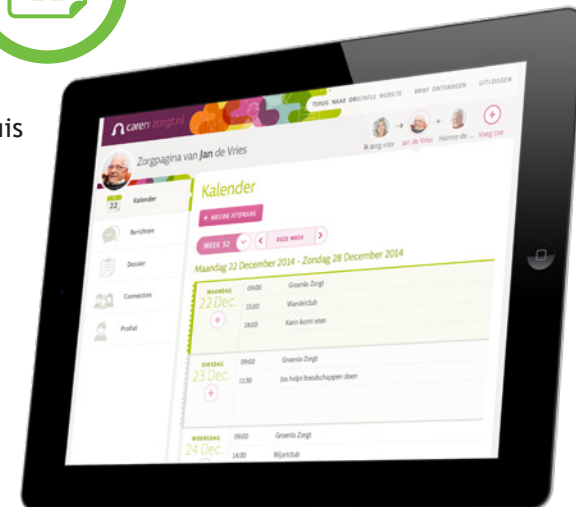 uis
caren zorgt.nl
TERUG NAAR ORIGINELE WEBSITE BRIEF ONTVANGEN UITLOGGEN
Zorgpagina van Jan de Vries
Ik zorg voor Jan de Vries Hannie de ... Voeg toe
22 Kalender
Berichten
Dossier
Connecties
Profiel
Kalender
+ NIEUWE AFSPRAAK
WEEK 52 < DEZE WEEK >
Maandag 22 December 2014 - Zondag 28 December 2014
MAANDAG
22 Dec.
09:00 Groenlo Zorgt
Wandelclub
18:00 Karin komt eten
DINSDAG
23 Dec.
09:00 Groenlo Zorgt
11:30 Jos helpt boodschappen doen
WOENSDAG
24 Dec.
09:00 Groenlo Zorgt
14:00 Biljartclub